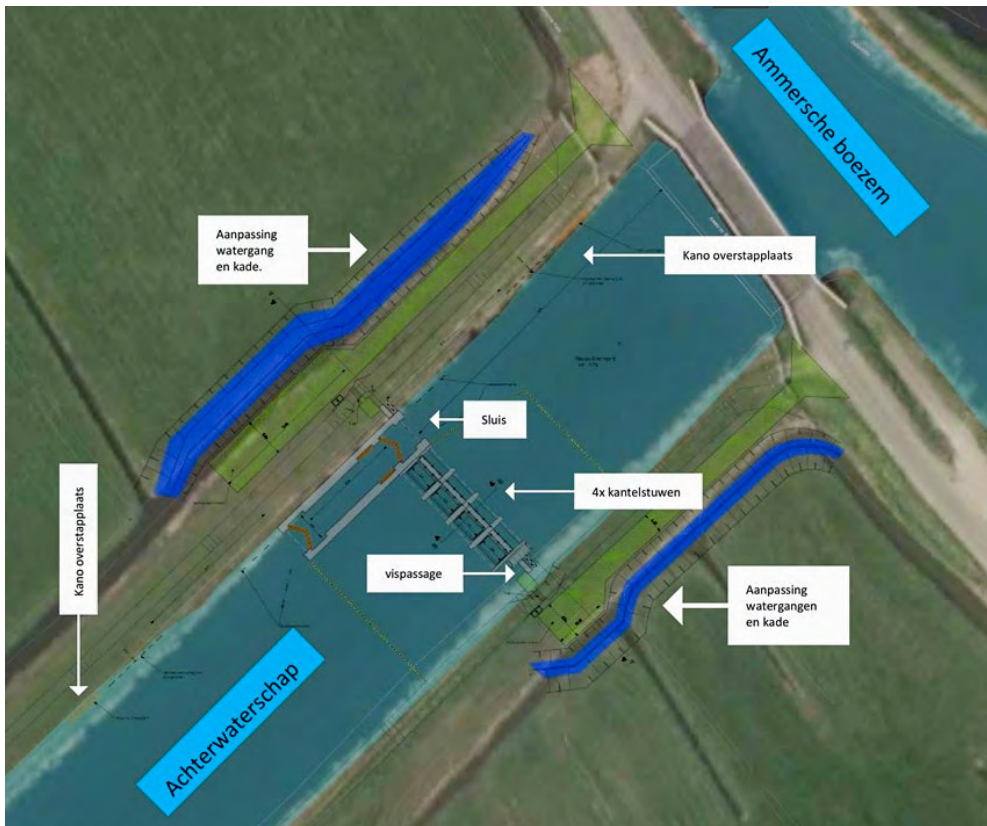 Ammersche boezem
Aanpassing
watergang
en kade.
Kano overstapplaats
Sluis
4x kantelstuwen
vispassage
Kano overstapplaats
Aanpassing
watergangen
en kade
Achterwaterschap